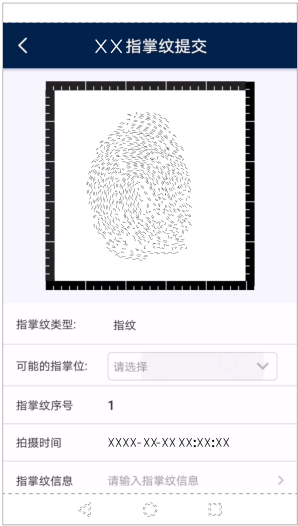 XX指掌纹提交
指掌纹类型: 指纹
可能的指掌位: 请选择
指掌纹序号 1
拍摄时间 XXXX-XX-XX XX:XX:XX
指掌纹信息 请输入指掌纹信息